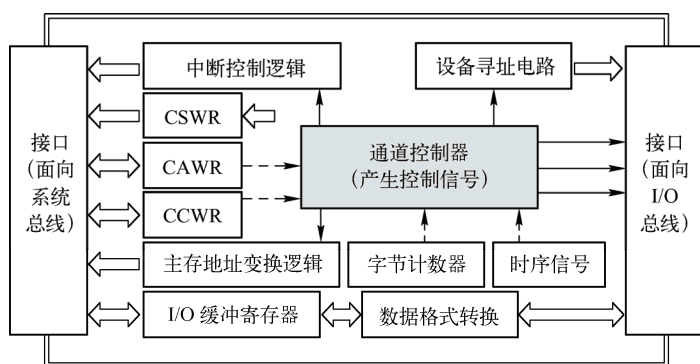 中断控制逻辑
设备寻址电路
CSWR
接口
（面向
系统
总线）
CAWR
通道控制器
（产生控制信号）
接口
（面向
I/O
总线）
CCWR
主存地址变换逻辑
字节计数器
时序信号
I/O 缓冲寄存器
数据格式转换